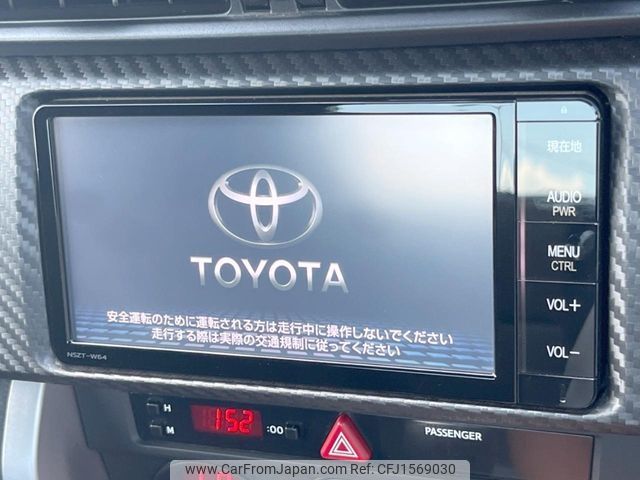 現在地
AUDIO
PWR
MENU
CTRL
VOL+
VOL-
TOYOTA
安全運転のために運転される方は走行中に操作しないでください
走行する際は実際の交通規制に従ってください
NSZT-W64
H
M
1:52
:00
PASSENGER
www.CarFromJapan.com - CFJ1569030